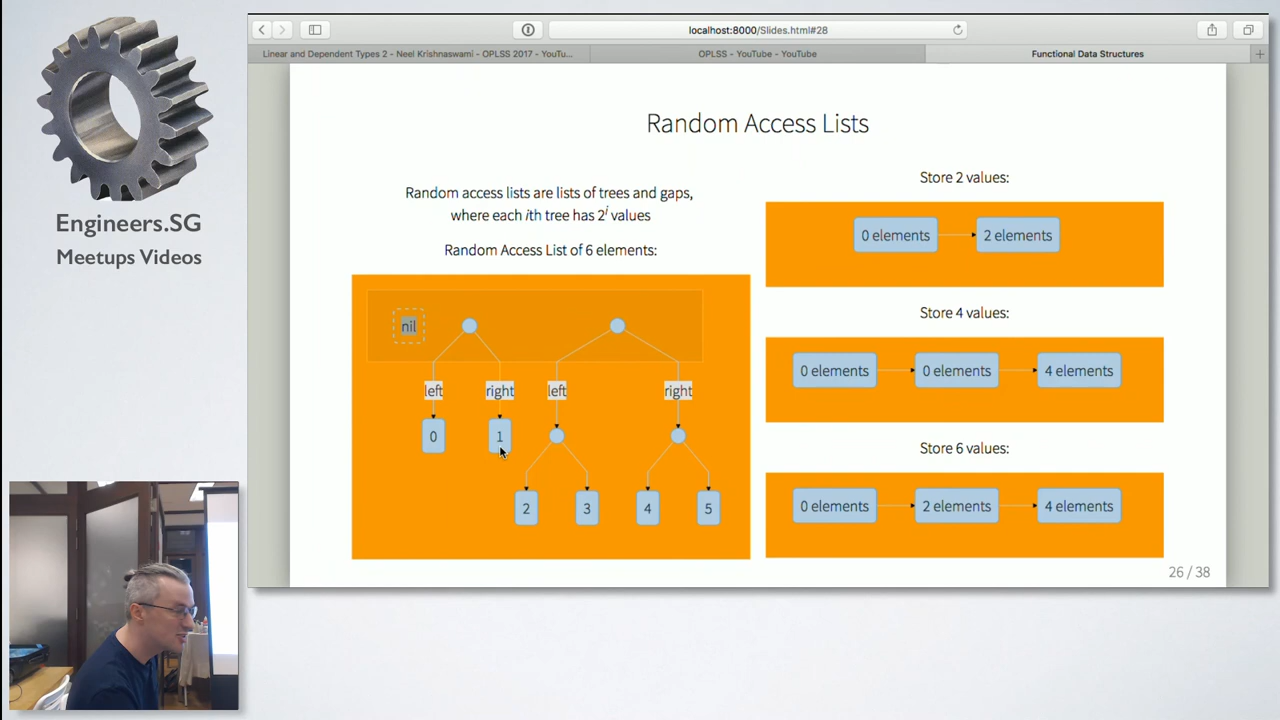 Engineers.SG
Meetups Videos
localhost:8000/Slides.html#28
Linear and Dependent Types 2 - Neel Krishnaswami - OPLSS 2017 - YouTu...
OPLSS - YouTube - YouTube
Functional Data Structures
Random Access Lists
Random access lists are lists of trees and gaps,
where each ith tree has 2^i values
Random Access List of 6 elements:
nil
left right left right
0 1
2 3 4 5
Store 2 values:
0 elements 2 elements
Store 4 values:
0 elements 0 elements 4 elements
Store 6 values:
0 elements 2 elements 4 elements
26 / 38